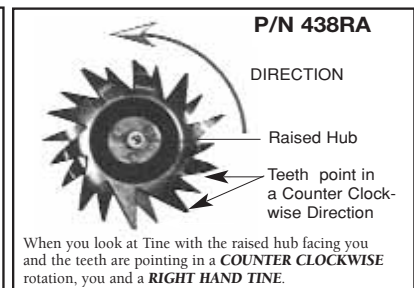 P/N 438RA
DIRECTION
Raised Hub
Teeth point in
a Counter Clock-
wise Direction
When you look at Tine with the raised hub facing you
and the teeth are pointing in a COUNTER CLOCKWISE
rotation, you and a RIGHT HAND TINE.